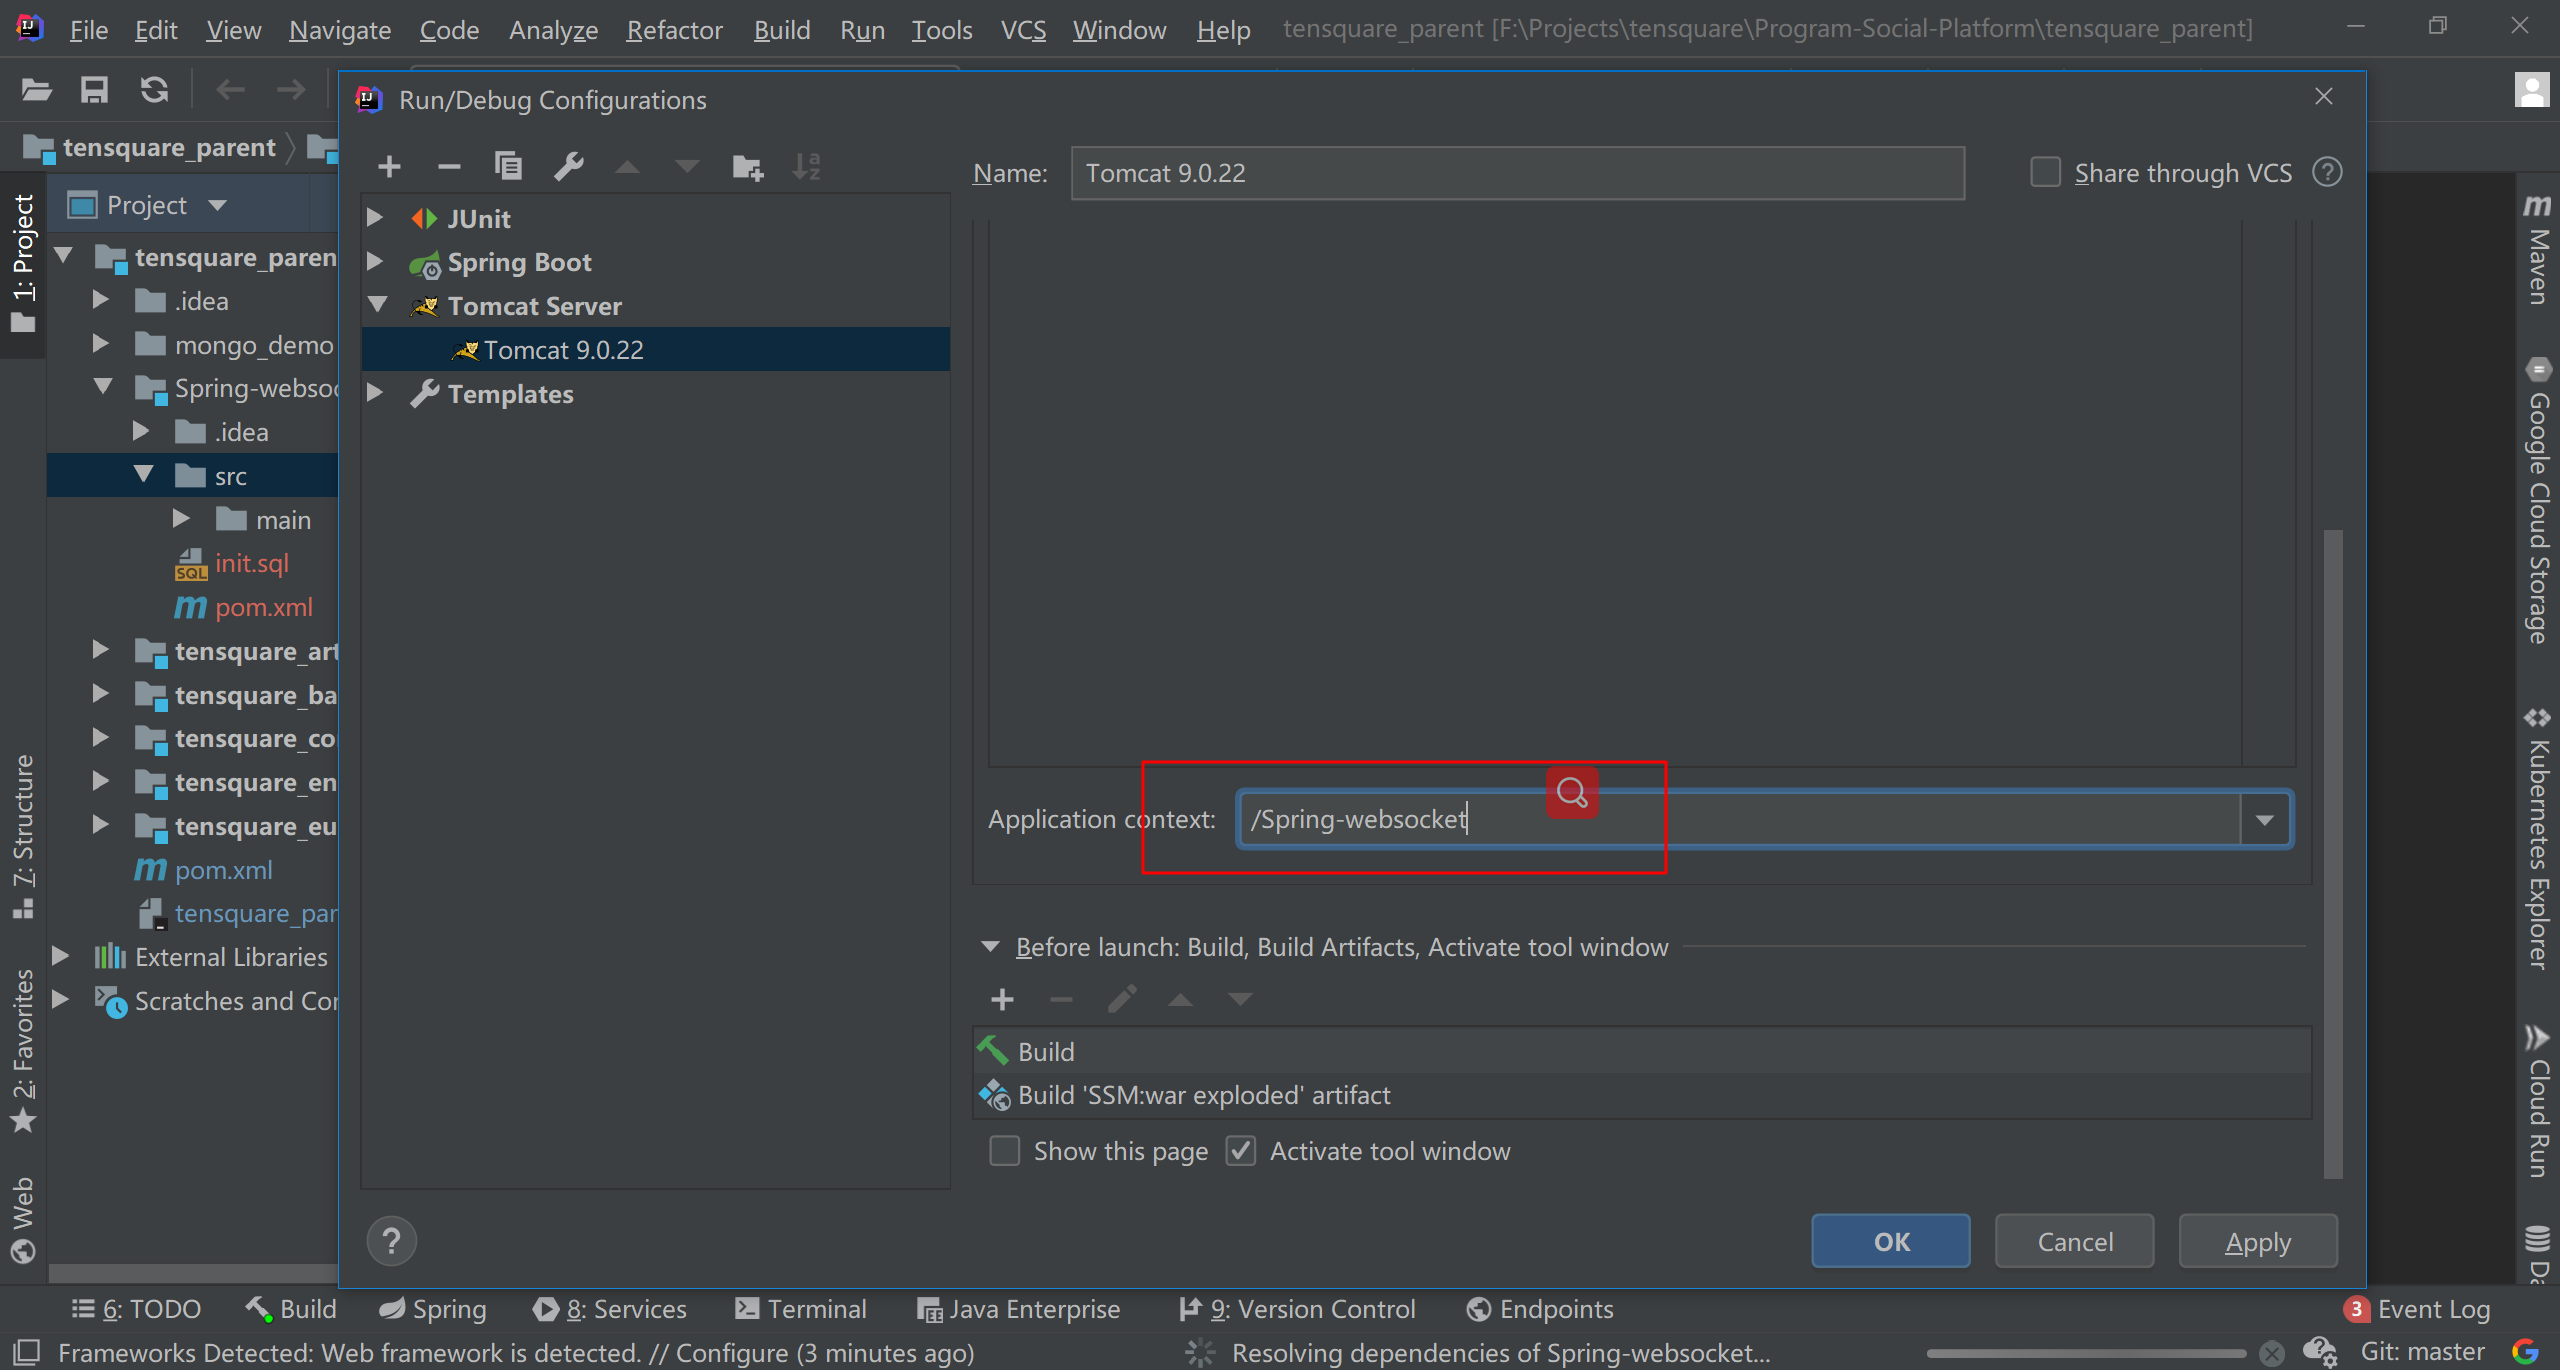 File Edit View Navigate Code Analyze Refactor Build Run Tools VCS Window Help tensquare_parent [F:\Projects\tensquare\Program-Social-Platform\tensquare_parent]
Run/Debug Configurations
tensquare_parent
Name: Tomcat 9.0.22 Share through VCS ?
1: Project
Project
tensquare_paren
.idea
mongo_demo
Spring-websoc
.idea
src
main
init.sql
pom.xml
tensquare_art
tensquare_ba
tensquare_co
tensquare_en
tensquare_eu
pom.xml
tensquare_par
External Libraries
Scratches and Con
7: Structure
2: Favorites
Web
JUnit
Spring Boot
Tomcat Server
Tomcat 9.0.22
Templates
Application context: /Spring-websocket
Before launch: Build, Build Artifacts, Activate tool window
Build
Build 'SSM:war exploded' artifact
Show this page Activate tool window
? OK Cancel Apply
Maven
Google Cloud Storage
Kubernetes Explorer
Cloud Run
Da
6: TODO Build Spring 8: Services Terminal Java Enterprise 9: Version Control Endpoints 3 Event Log
Frameworks Detected: Web framework is detected. // Configure (3 minutes ago) Resolving dependencies of Spring-websocket... Git: master